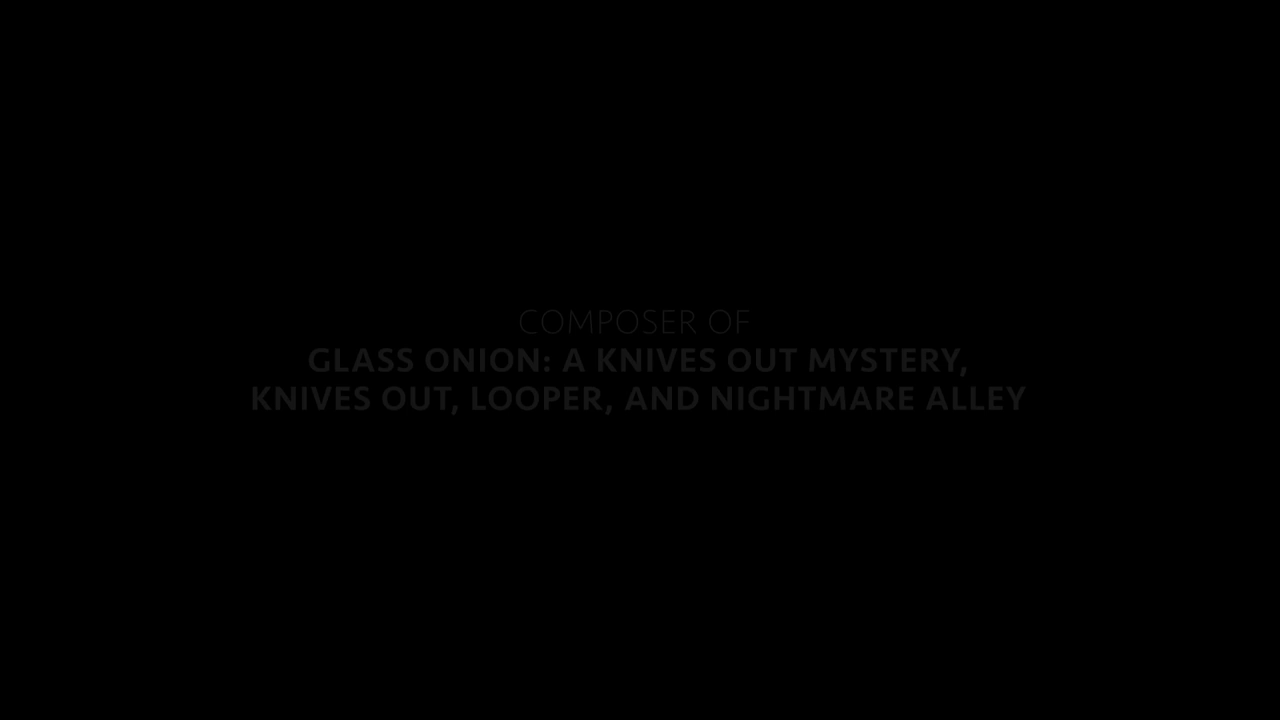 COMPOSER OF
GLASS ONION: A KNIVES OUT MYSTERY,
KNIVES OUT, LOOPER, AND NIGHTMARE ALLEY